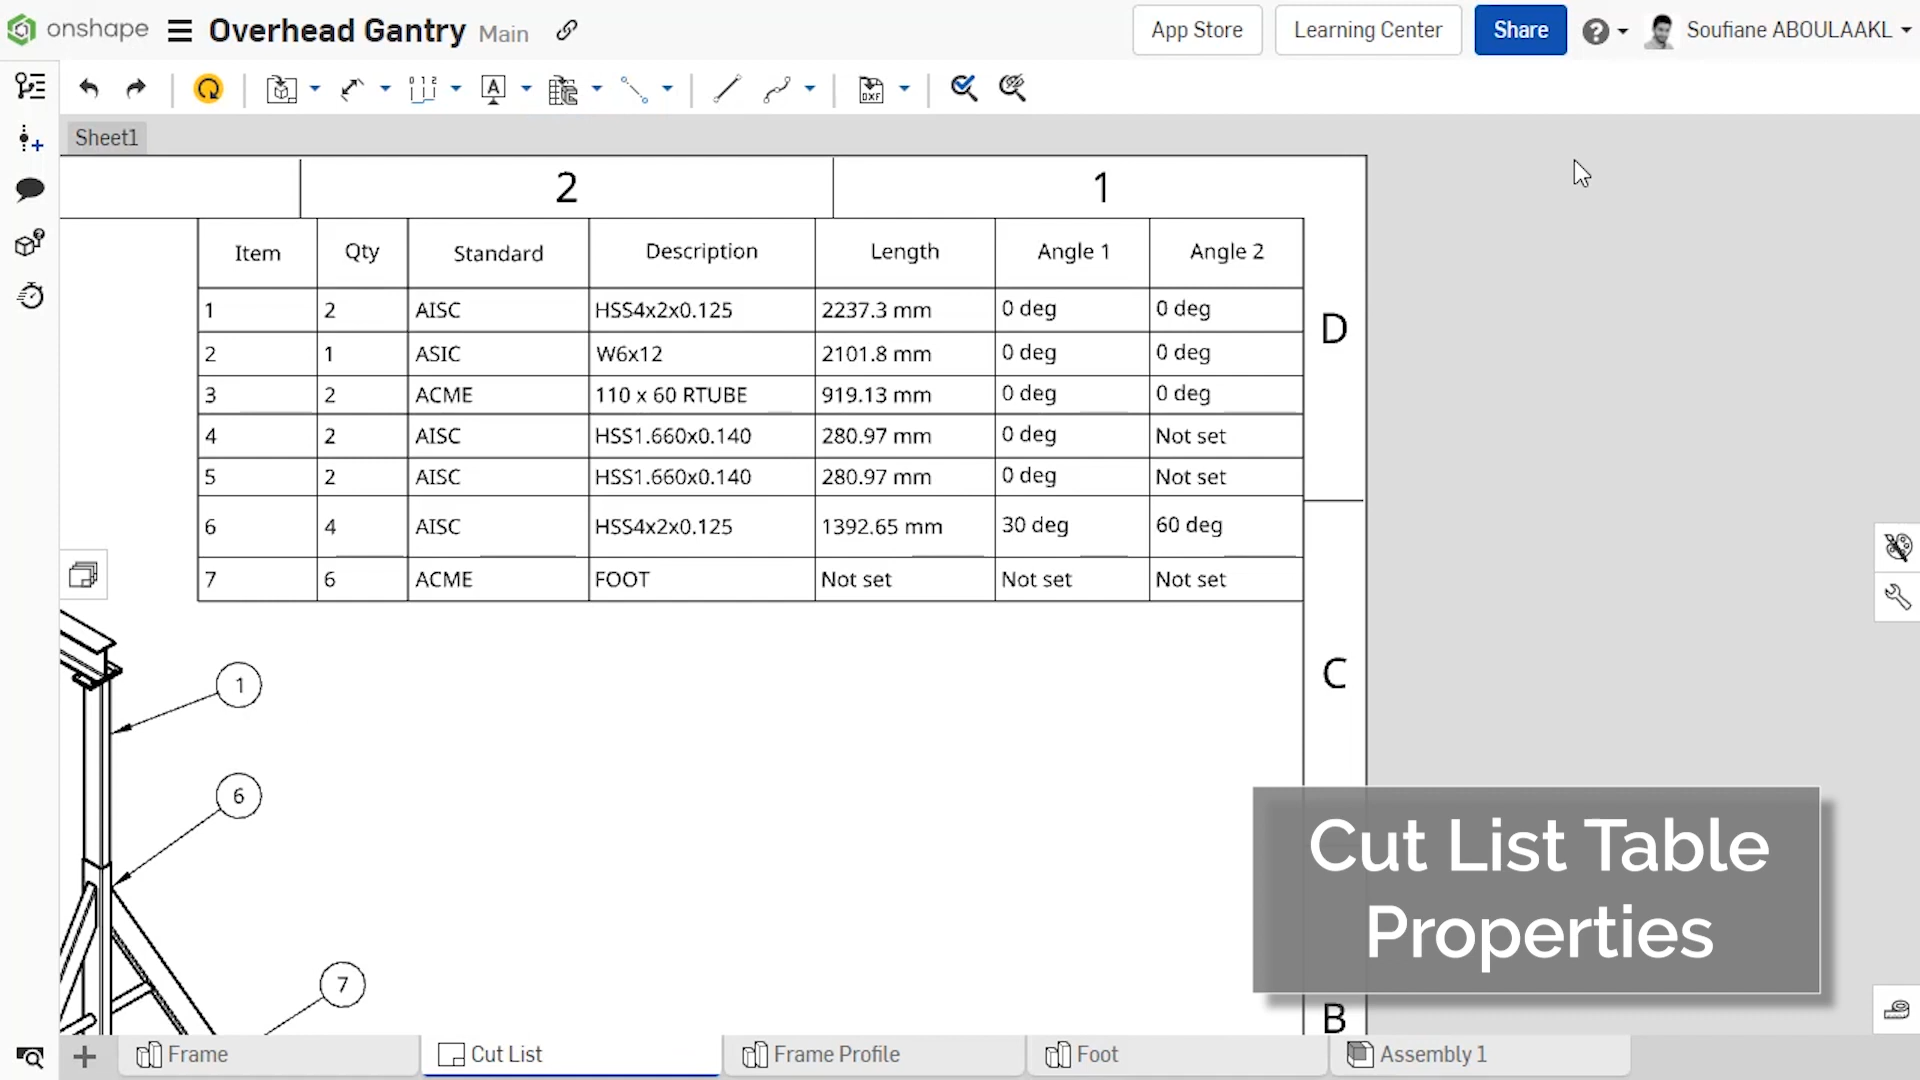 onshape Overhead Gantry Main App Store Learning Center Share Soufiane ABOULAAKL
DXF
Sheet1
2 1
Item Qty Standard Description Length Angle 1 Angle 2
1 2 AISC HSS4x2x0.125 2237.3 mm 0 deg 0 deg
2 1 ASIC W6x12 2101.8 mm 0 deg 0 deg
3 2 ACME 110 x 60 RTUBE 919.13 mm 0 deg 0 deg
4 2 AISC HSS1.660x0.140 280.97 mm 0 deg Not set
5 2 AISC HSS1.660x0.140 280.97 mm 0 deg Not set
6 4 AISC HSS4x2x0.125 1392.65 mm 30 deg 60 deg
7 6 ACME FOOT Not set Not set Not set
D
C
B
1
6
7
Cut List Table
Properties
Frame Cut List Frame Profile Foot Assembly 1